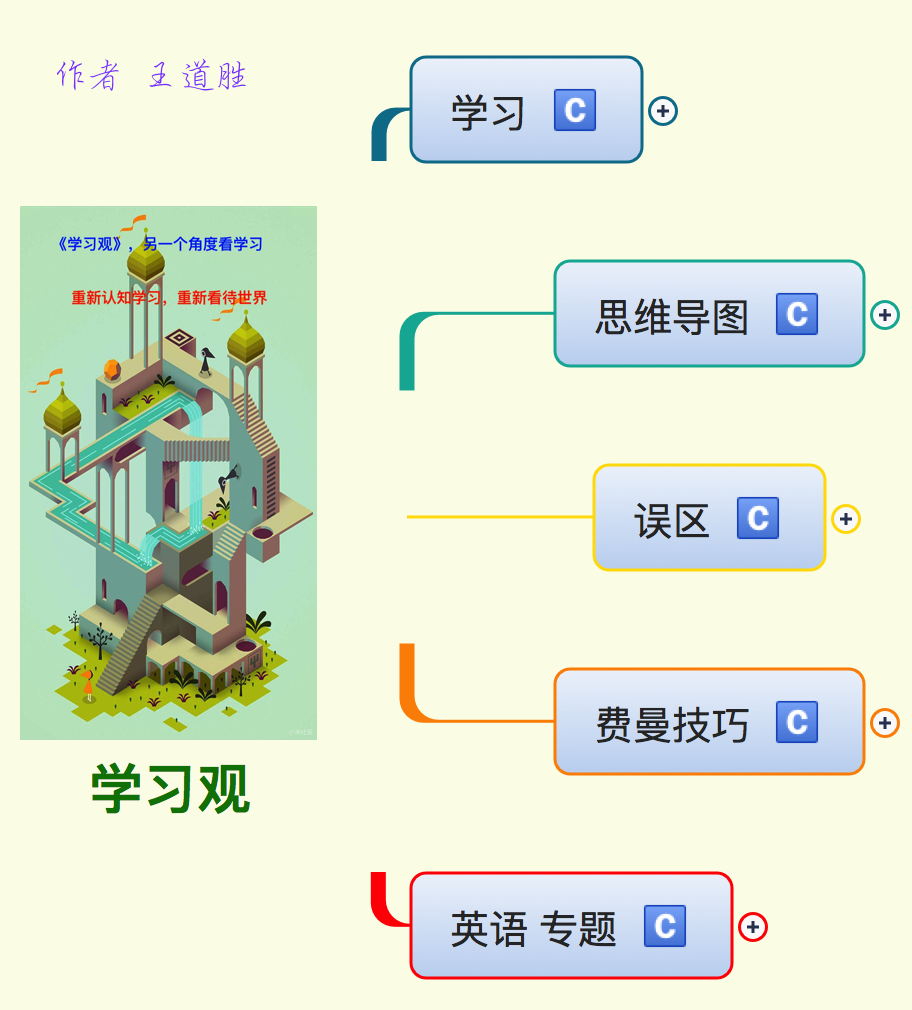 作者 王道胜
学习 C
《学习观》，另一个角度看学习
重新认知学习，重新看待世界
思维导图 C
误区 C
费曼技巧 C
学习观
英语 专题 C